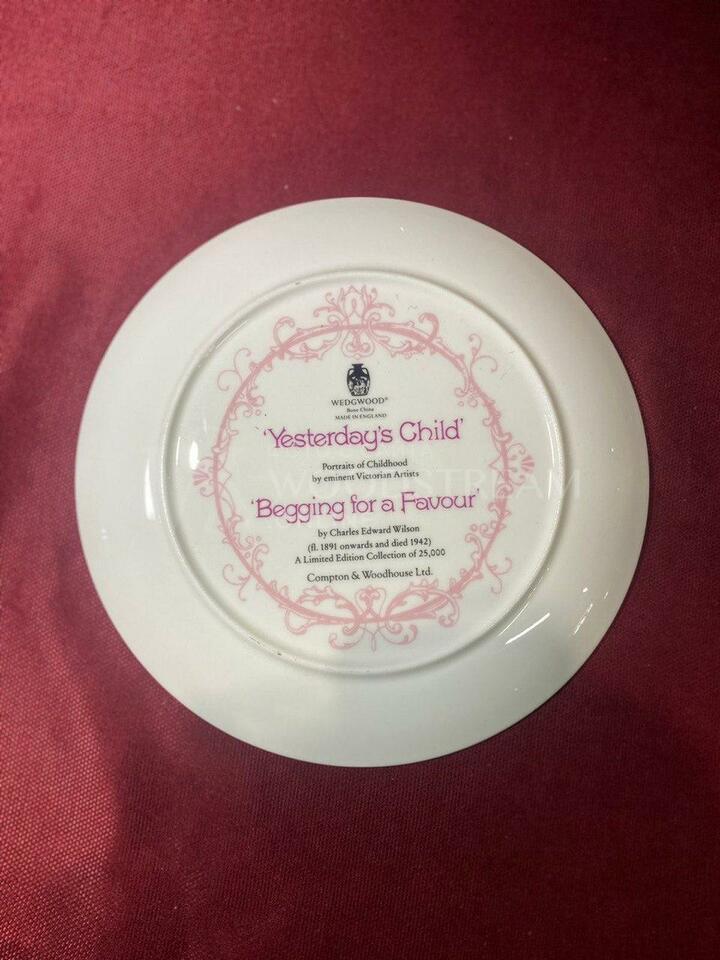 WEDGWOOD®
Bone China
MADE IN ENGLAND
'Yesterday's Child'
Portraits of Childhood
by eminent Victorian Artists
'Begging for a Favour'
by Charles Edward Wilson
(fl. 1891 onwards and died 1942)
A Limited Edition Collection of 25,000
Compton & Woodhouse Ltd.